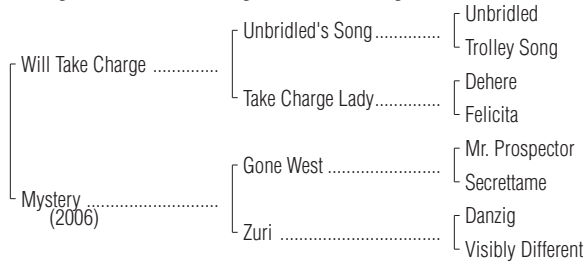 Unbridled
Unbridled's Song..............
Trolley Song
Will Take Charge .............
Dehere
Take Charge Lady..............
Felicita
Mr. Prospector
Gone West ........................
Secrettame
Mystery ..........................
(2006)
Danzig
Zuri ..................................
Visibly Different